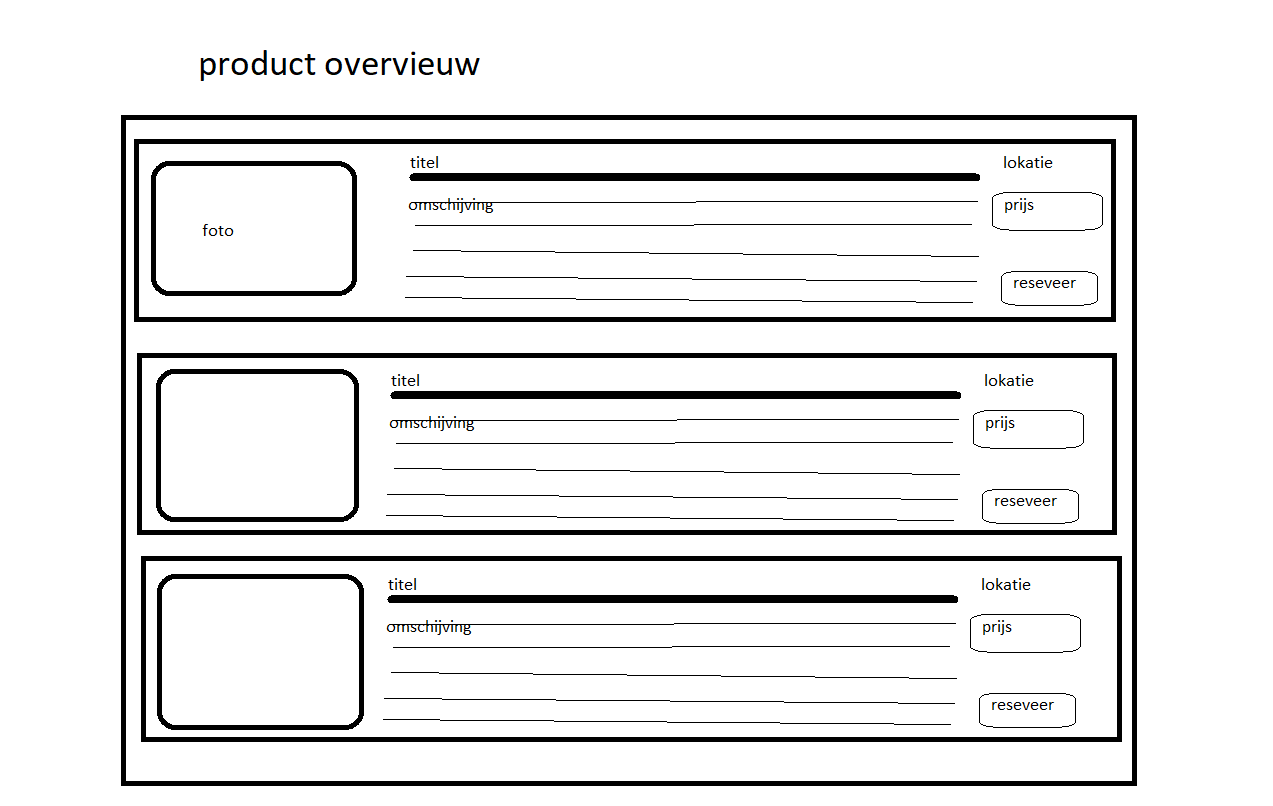 product overvieuw
titel
lokatie
omschijving
prijs
foto
reseveer
titel
lokatie
omschijving
prijs
reseveer
titel
lokatie
omschijving
prijs
reseveer